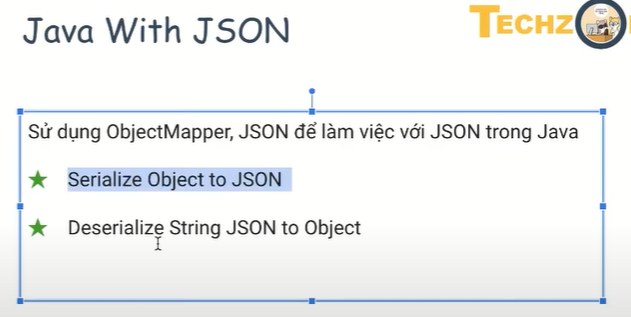 Java With JSON
TECHZ
Sử dụng ObjectMapper, JSON để làm việc với JSON trong Java
Serialize Object to JSON
Deserialize String JSON to Object